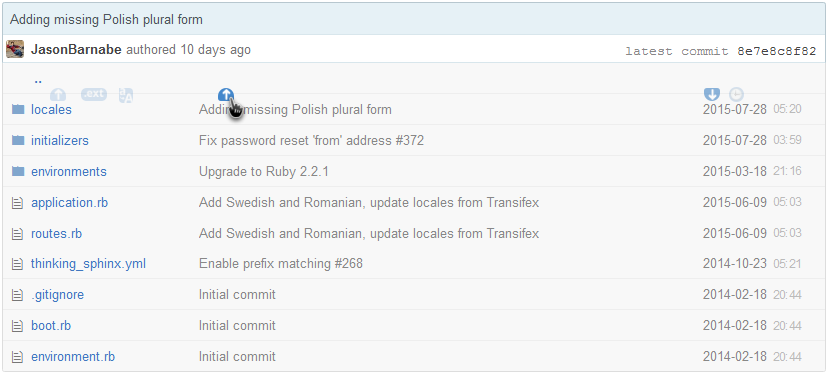 Adding missing Polish plural form
JasonBarnabe authored 10 days ago latest commit 8e7e8c8f82
..
.ext
locales Adding missing Polish plural form 2015-07-28 05:20
initializers Fix password reset 'from' address #372 2015-07-28 03:59
environments Upgrade to Ruby 2.2.1 2015-03-18 21:16
application.rb Add Swedish and Romanian, update locales from Transifex 2015-06-09 05:03
routes.rb Add Swedish and Romanian, update locales from Transifex 2015-06-09 05:03
thinking_sphinx.yml Enable prefix matching #268 2014-10-23 05:21
.gitignore Initial commit 2014-02-18 20:44
boot.rb Initial commit 2014-02-18 20:44
environment.rb Initial commit 2014-02-18 20:44